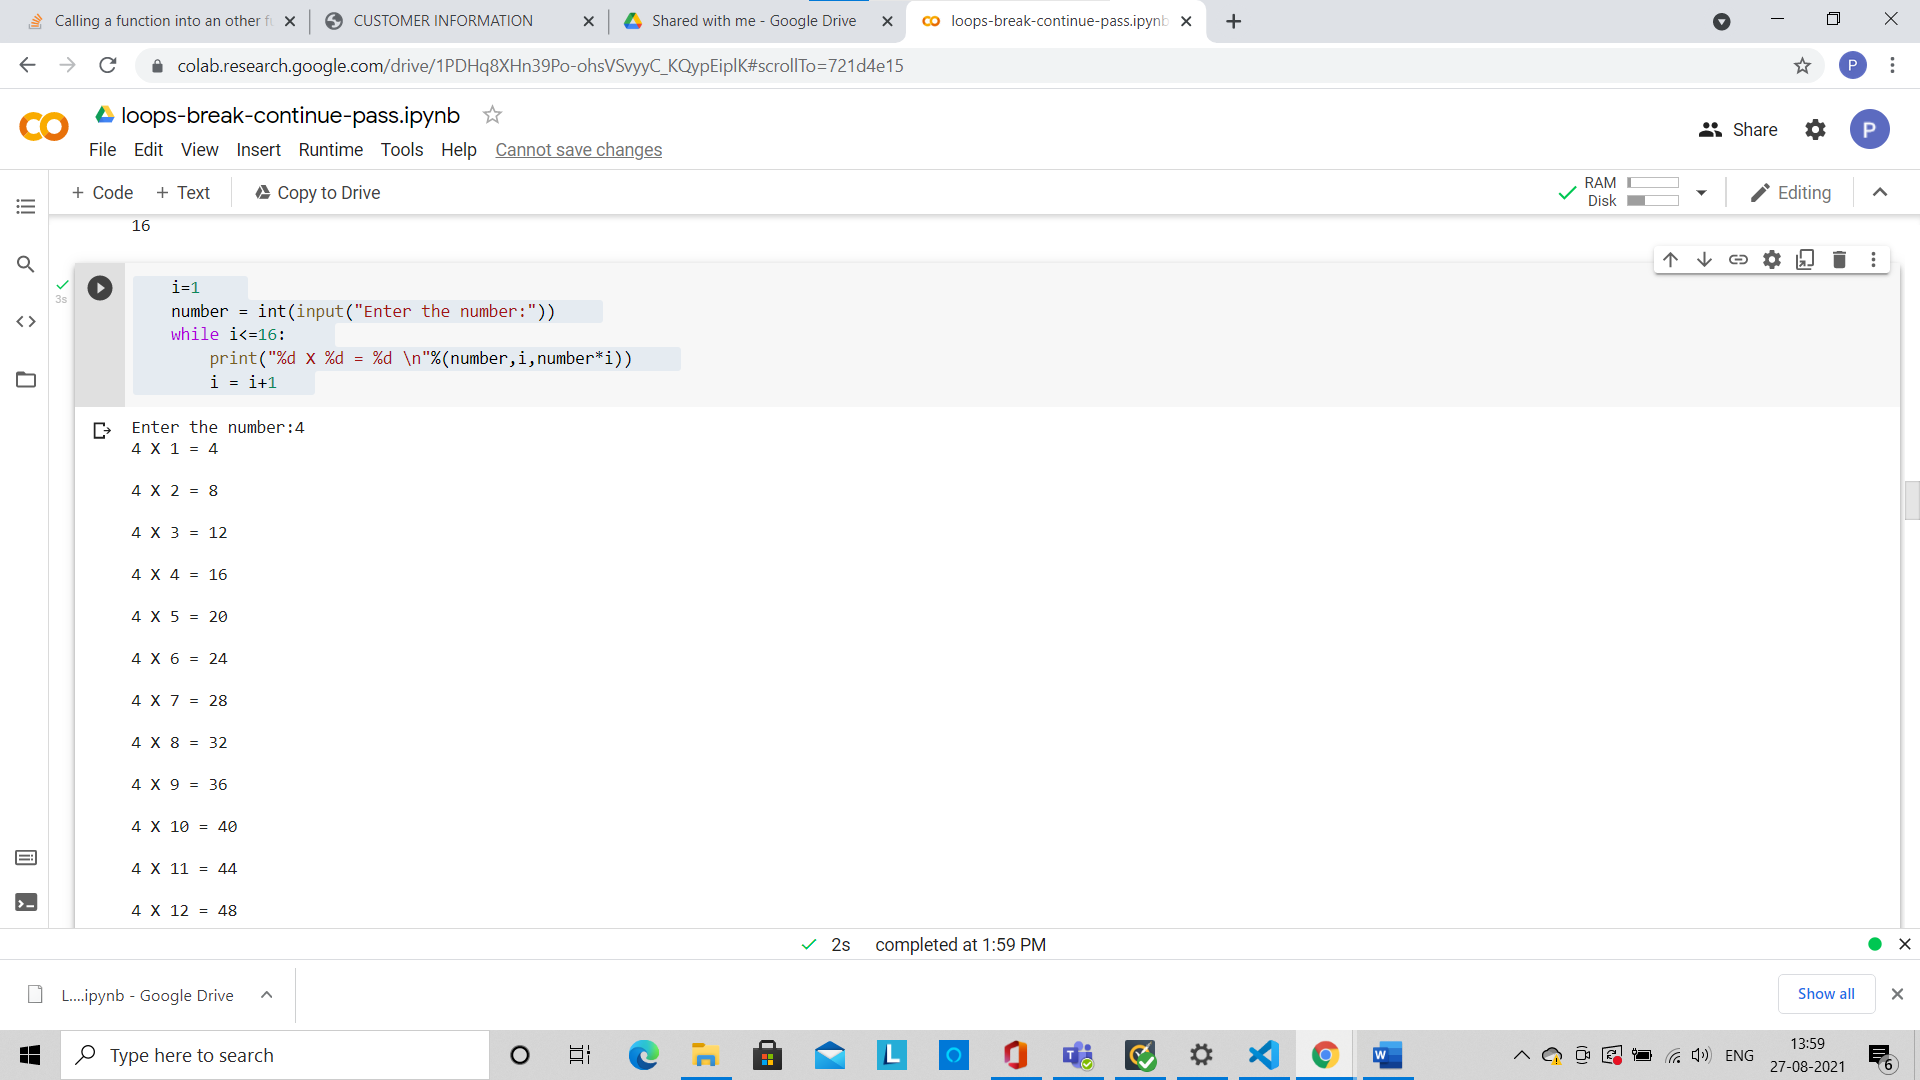 Calling a function into an other f
CUSTOMER INFORMATION
Shared with me - Google Drive
loops-break-continue-pass.ipynb
colab.research.google.com/drive/1PDHq8XHn39Po-ohsVSvyyC_KQypEiplK#scrollTo=721d4e15
P
loops-break-continue-pass.ipynb
File Edit View Insert Runtime Tools Help Cannot save changes
Share
P
+ Code + Text Copy to Drive
RAM
Disk
Editing
16
3s
i=1
number = int(input("Enter the number:"))
while i<=16:
    print("%d X %d = %d \n"%(number,i,number*i))
    i = i+1
Enter the number:4
4 X 1 = 4
4 X 2 = 8
4 X 3 = 12
4 X 4 = 16
4 X 5 = 20
4 X 6 = 24
4 X 7 = 28
4 X 8 = 32
4 X 9 = 36
4 X 10 = 40
4 X 11 = 44
4 X 12 = 48
2s completed at 1:59 PM
L....ipynb - Google Drive
Show all
Type here to search
L
T
W
ENG
13:59
27-08-2021
6